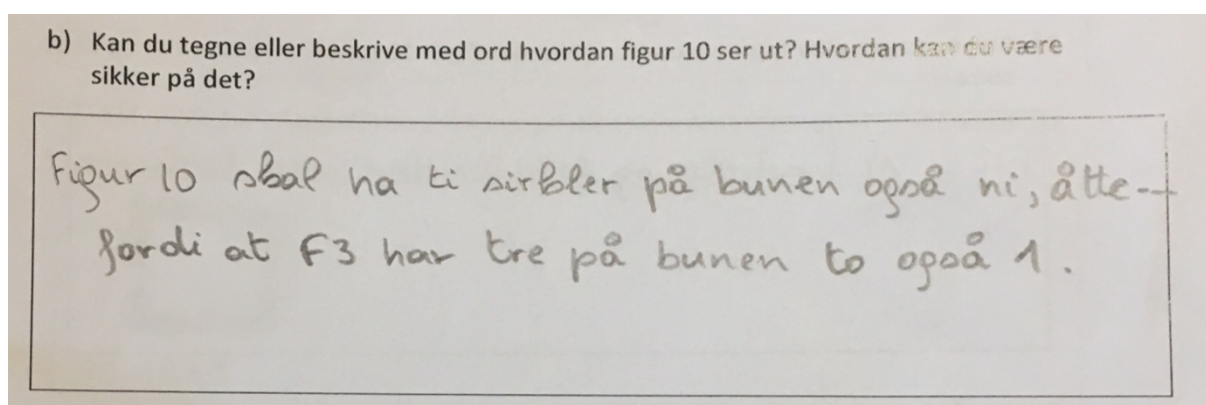 b) Kan du tegne eller beskrive med ord hvordan figur 10 ser ut? Hvordan kan du være
sikker på det?
Figur 10 skal ha ti sirkler på bunen også ni, åtte--
fordi at F3 har tre på bunen to også 1.